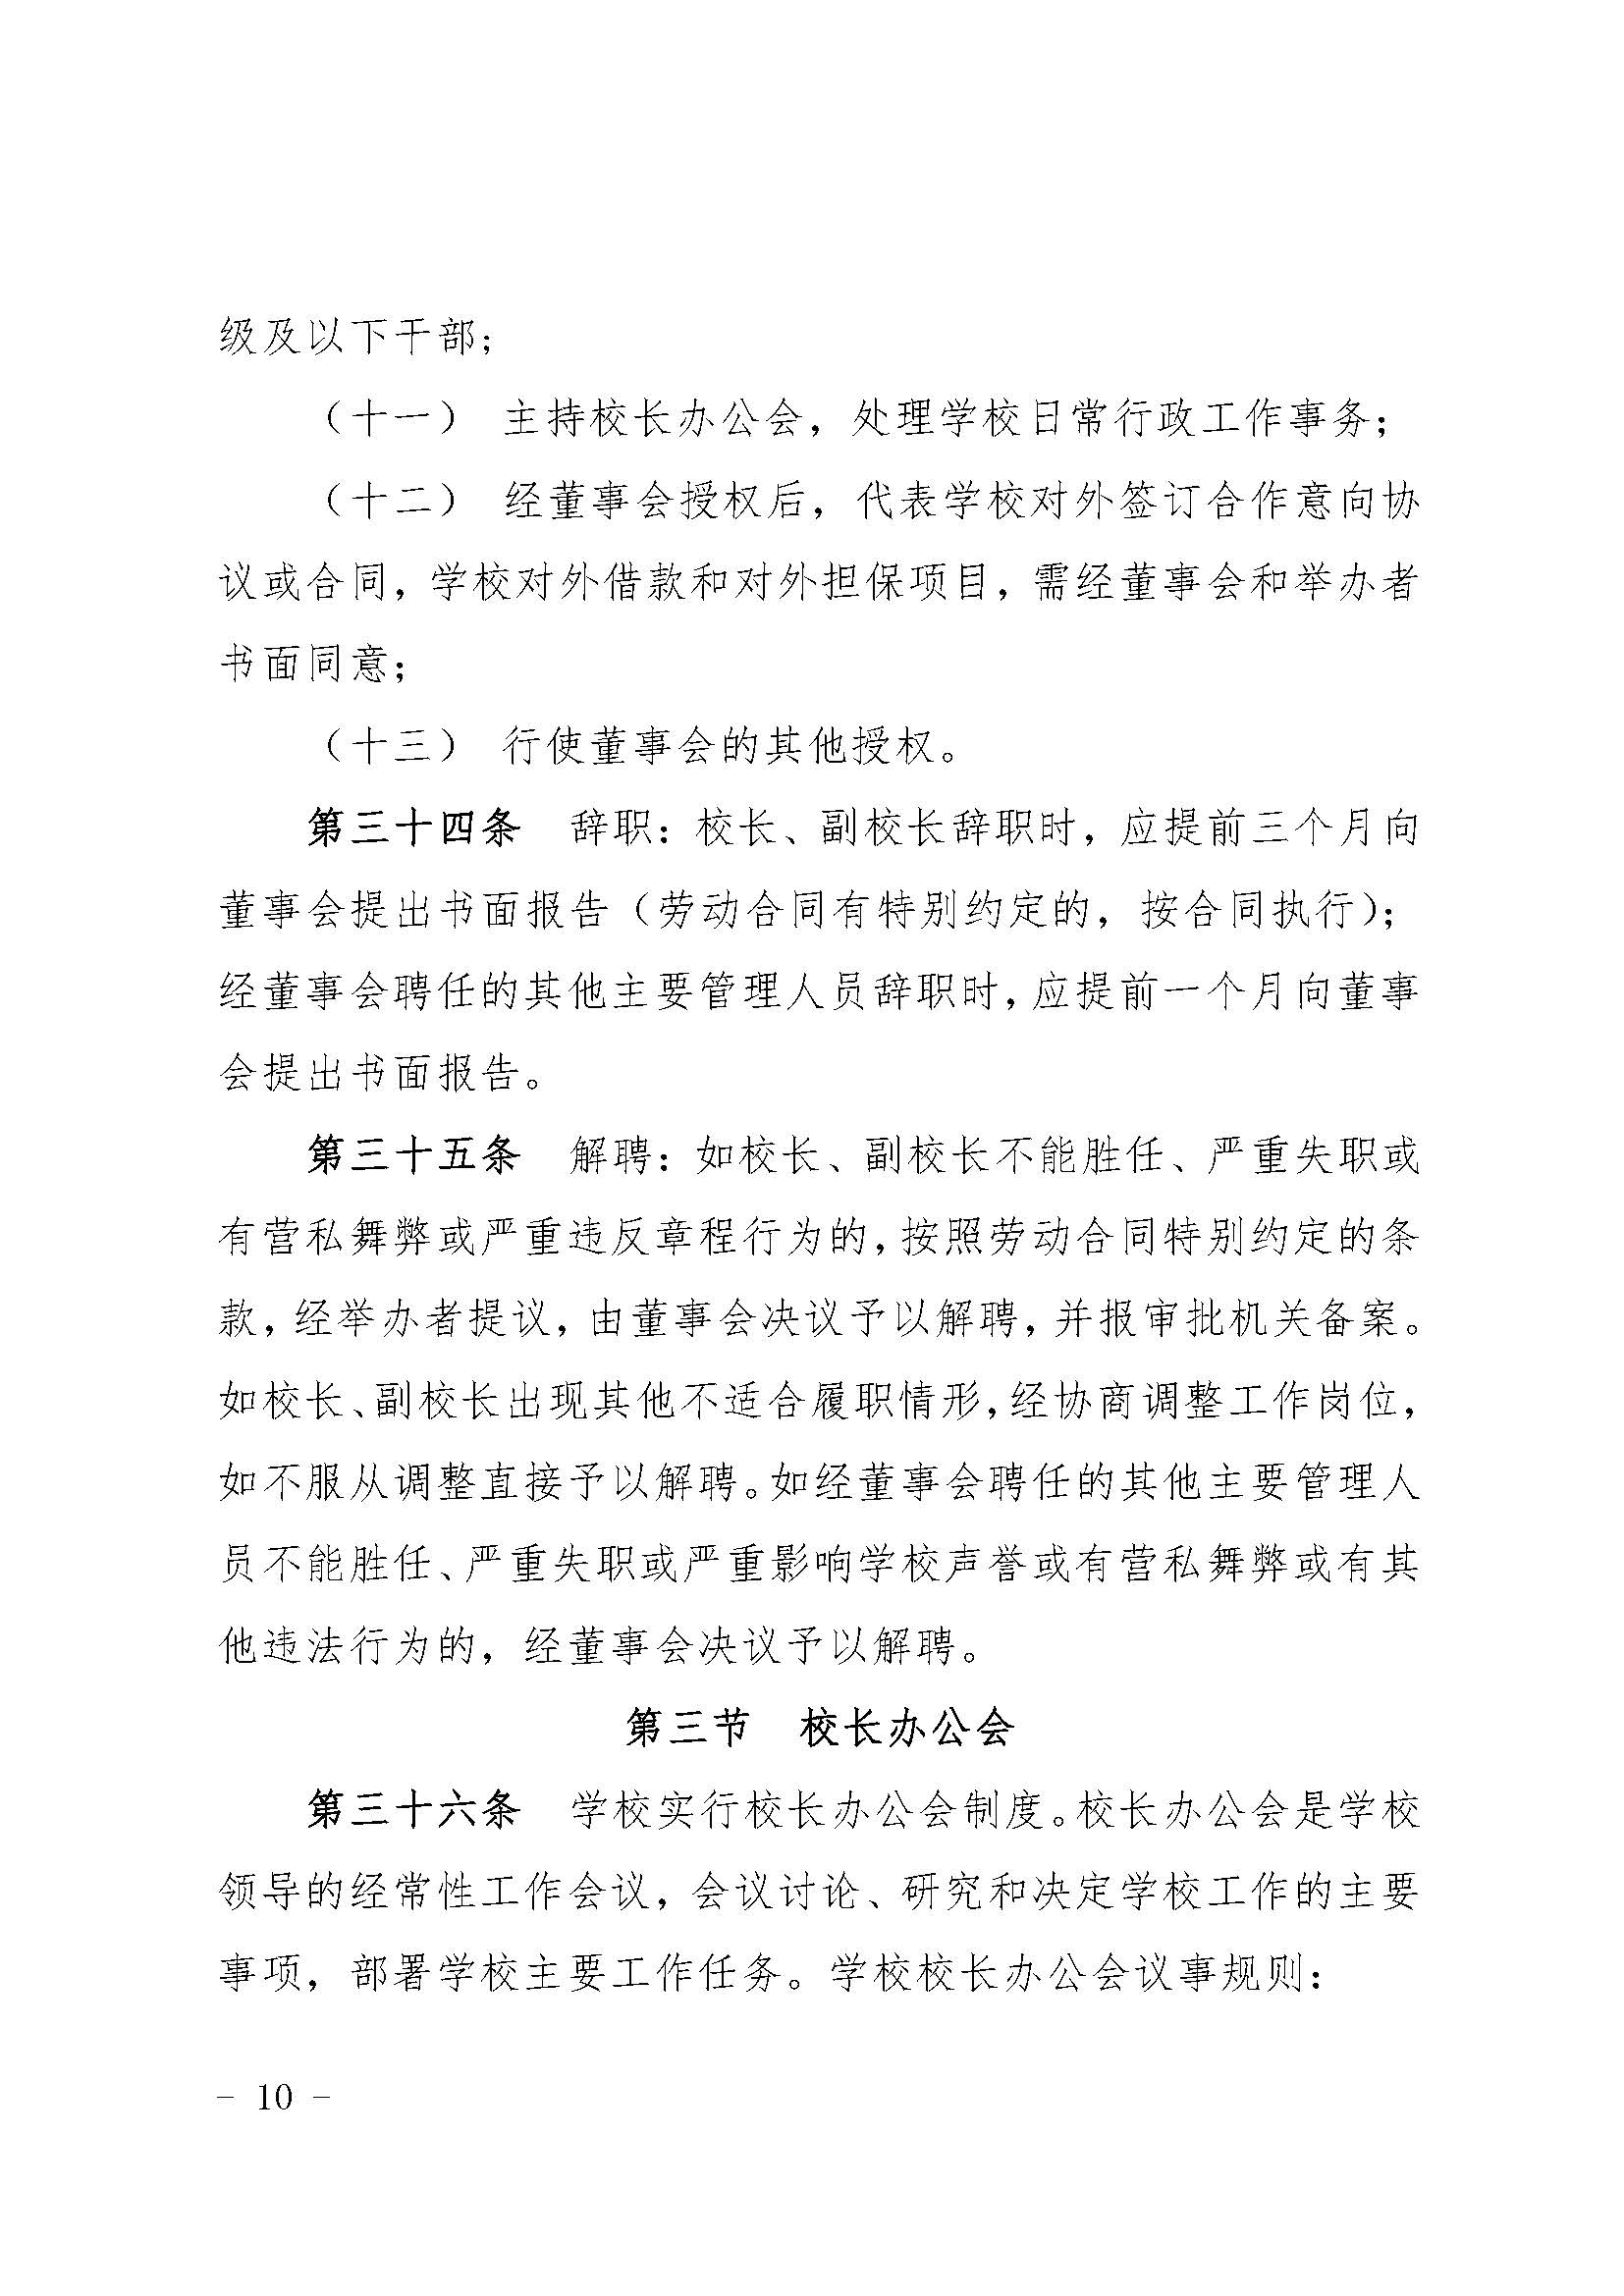 级及以下干部；
（十一） 主持校长办公会，处理学校日常行政工作事务；
（十二） 经董事会授权后，代表学校对外签订合作意向协
议或合同，学校对外借款和对外担保项目，需经董事会和举办者
书面同意；
（十三） 行使董事会的其他授权。
第三十四条 辞职：校长、副校长辞职时，应提前三个月向
董事会提出书面报告（劳动合同有特别约定的，按合同执行）；
经董事会聘任的其他主要管理人员辞职时，应提前一个月向董事
会提出书面报告。
第三十五条 解聘：如校长、副校长不能胜任、严重失职或
有营私舞弊或严重违反章程行为的，按照劳动合同特别约定的条
款，经举办者提议，由董事会决议予以解聘，并报审批机关备案。
如校长、副校长出现其他不适合履职情形，经协商调整工作岗位，
如不服从调整直接予以解聘。如经董事会聘任的其他主要管理人
员不能胜任、严重失职或严重影响学校声誉或有营私舞弊或有其
他违法行为的，经董事会决议予以解聘。
第三节 校长办公会
第三十六条 学校实行校长办公会制度。校长办公会是学校
领导的经常性工作会议，会议讨论、研究和决定学校工作的主要
事项，部署学校主要工作任务。学校校长办公会议事规则：
- 10 -